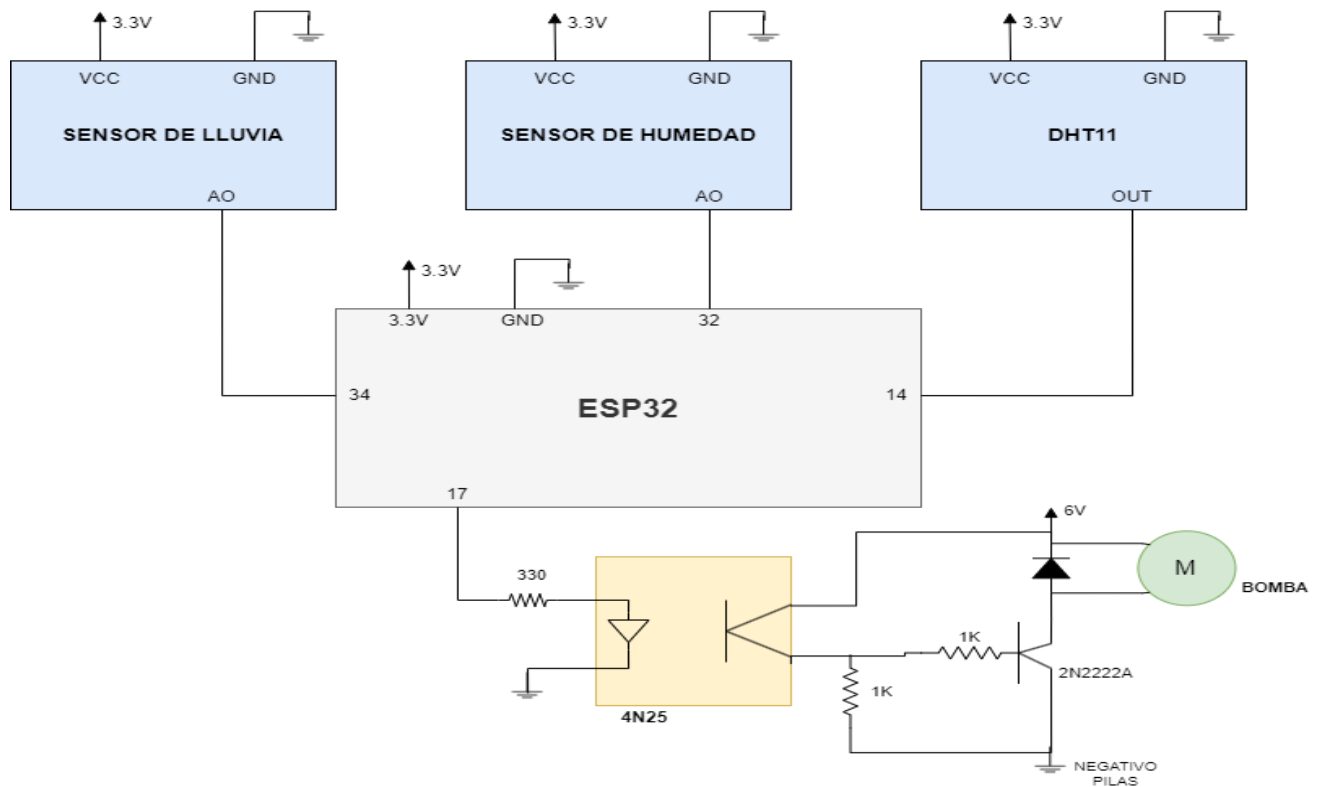 3.3V
3.3V
3.3V
VCC
GND
VCC
GND
VCC
GND
SENSOR DE LLUVIA
SENSOR DE HUMEDAD
DHT11
AO
AO
OUT
3.3V
3.3V
GND
32
34
ESP32
14
17
6V
330
M
BOMBA
1K
2N2222A
1K
4N25
NEGATIVO
PILAS